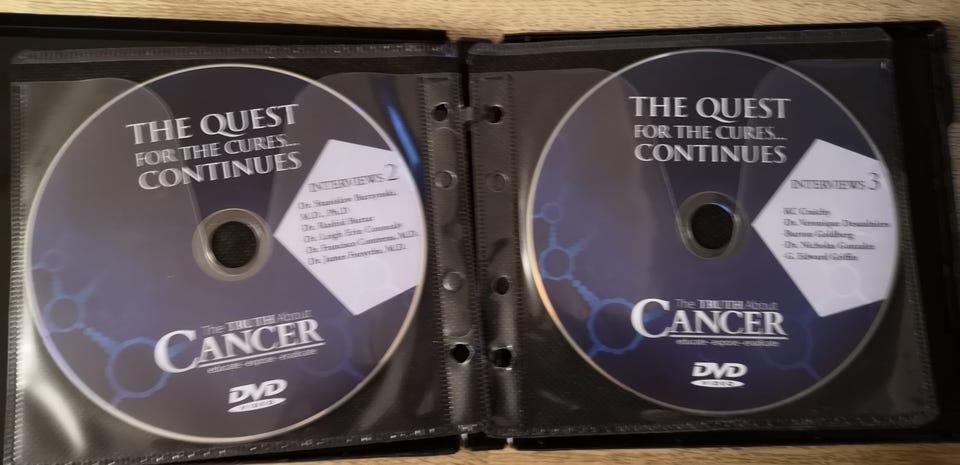 THE QUEST
FOR THE CURES...
CONTINUES
INTERVIEWS 2
Dr. Stanislaw Burzynski,
M.D., Ph.D
Dr. Rashid Buttar
Dr. Leigh Erin Connealy
Dr. Francisco Contreras, M.D.
Dr. James Forsythe, M.D.
The TRUTH About
CANCER
educate • expose • eradicate
DVD
VIDEO
THE QUEST
FOR THE CURES...
CONTINUES
INTERVIEWS 3
KC Craichy
Dr. Veronique Desaulniers
Burton Goldberg
Dr. Nicholas Gonzalez
G. Edward Griffin
The TRUTH About
CANCER
educate • expose • eradicate
DVD
VIDEO